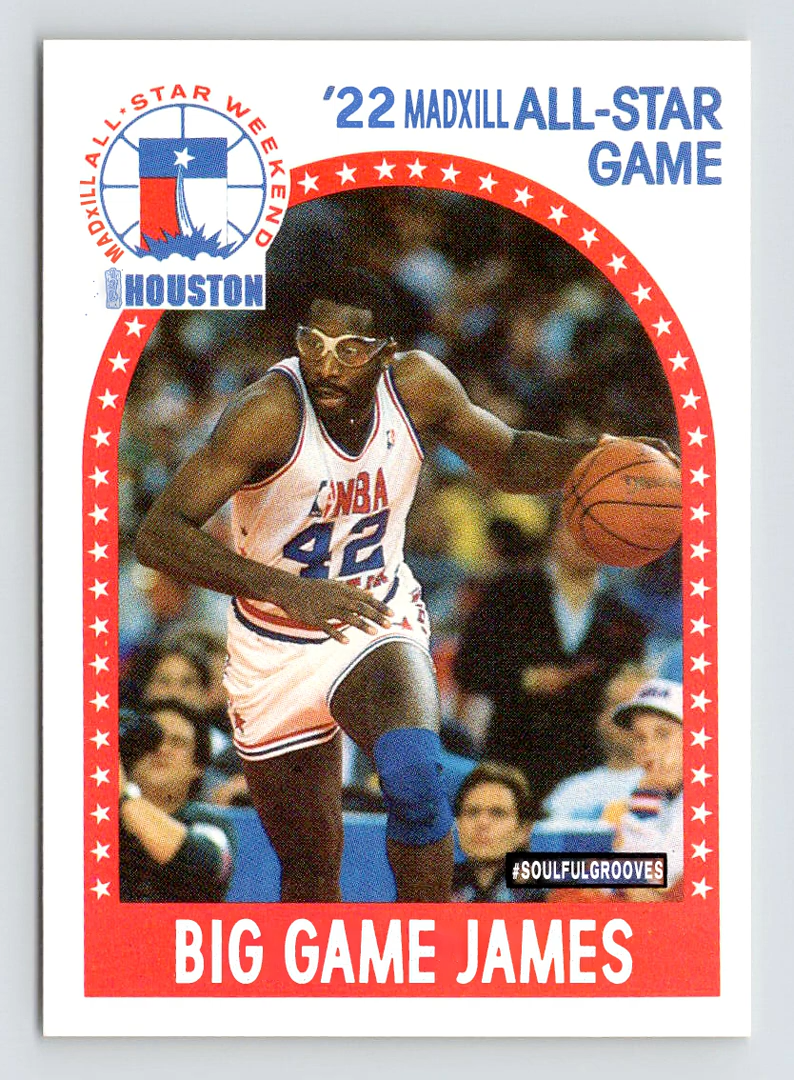 MADXILL ALL★STAR WEEKEND
HOUSTON
'22 MADXILL ALL-STAR
GAME
NBA
42
#SOULFULGROOVES
BIG GAME JAMES